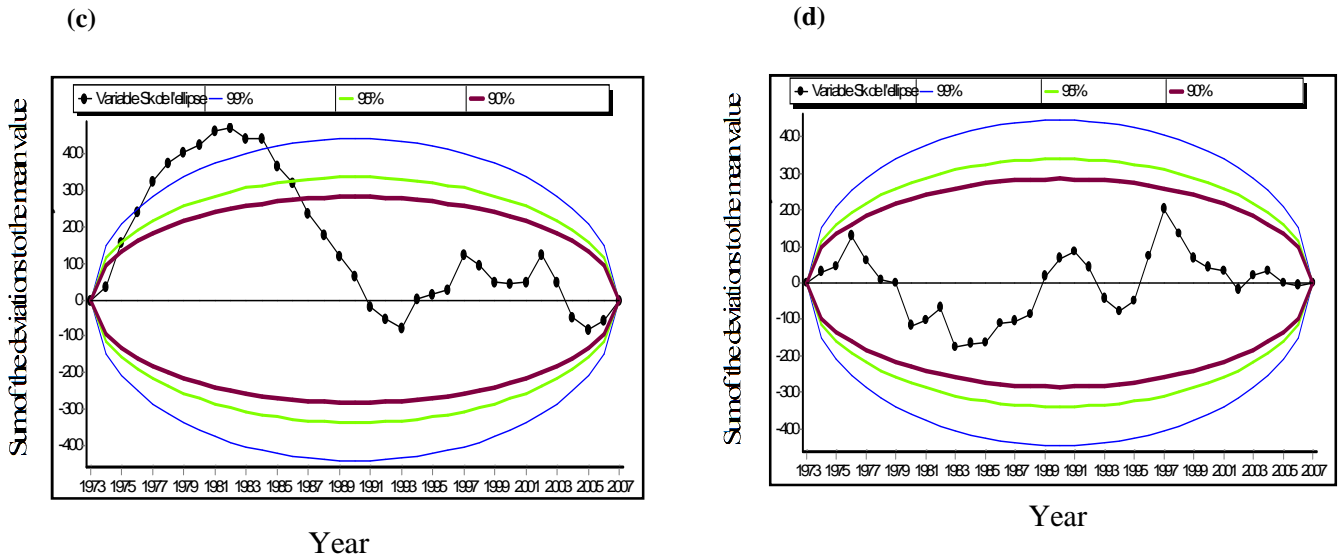 (c)
Variable Sk de l'ellipse 99% 95% 90%
Sum of the deviations to the mean value
400
300
200
100
0
-100
-200
-300
-400
1973 1975 1977 1979 1981 1983 1985 1987 1989 1991 1993 1995 1997 1999 2001 2003 2005 2007
Year
(d)
Variable Sk de l'ellipse 99% 95% 90%
Sum of the deviations to the mean value
400
300
200
100
0
-100
-200
-300
-400
1973 1975 1977 1979 1981 1983 1985 1987 1989 1991 1993 1995 1997 1999 2001 2003 2005 2007
Year